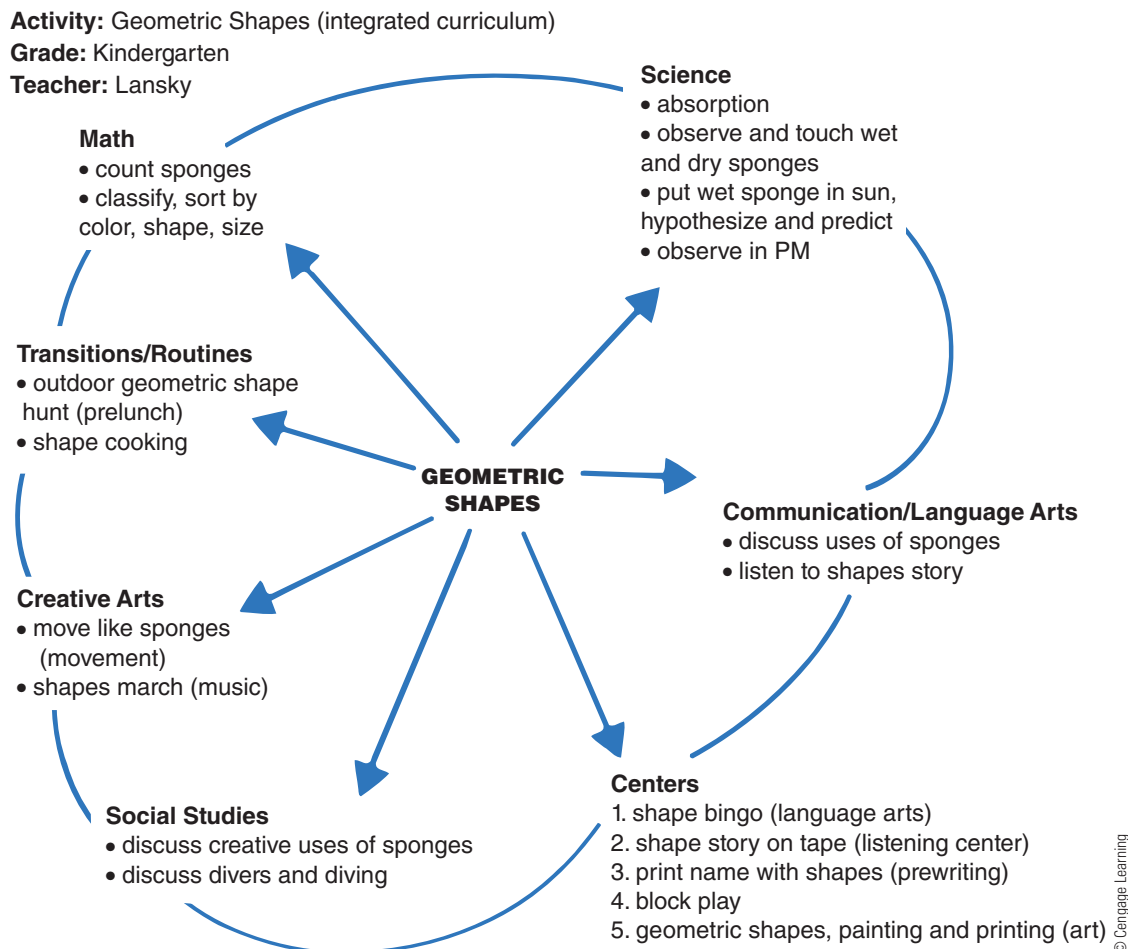 Activity: Geometric Shapes (integrated curriculum)
Grade: Kindergarten
Teacher: Lansky
Math
• count sponges
• classify, sort by
color, shape, size
Science
• absorption
• observe and touch wet
and dry sponges
• put wet sponge in sun,
hypothesize and predict
• observe in PM
Transitions/Routines
• outdoor geometric shape
hunt (prelunch)
• shape cooking
GEOMETRIC
SHAPES
Communication/Language Arts
• discuss uses of sponges
• listen to shapes story
Creative Arts
• move like sponges
(movement)
• shapes march (music)
Social Studies
• discuss creative uses of sponges
• discuss divers and diving
Centers
1. shape bingo (language arts)
2. shape story on tape (listening center)
3. print name with shapes (prewriting)
4. block play
5. geometric shapes, painting and printing (art)
© Cengage Learning